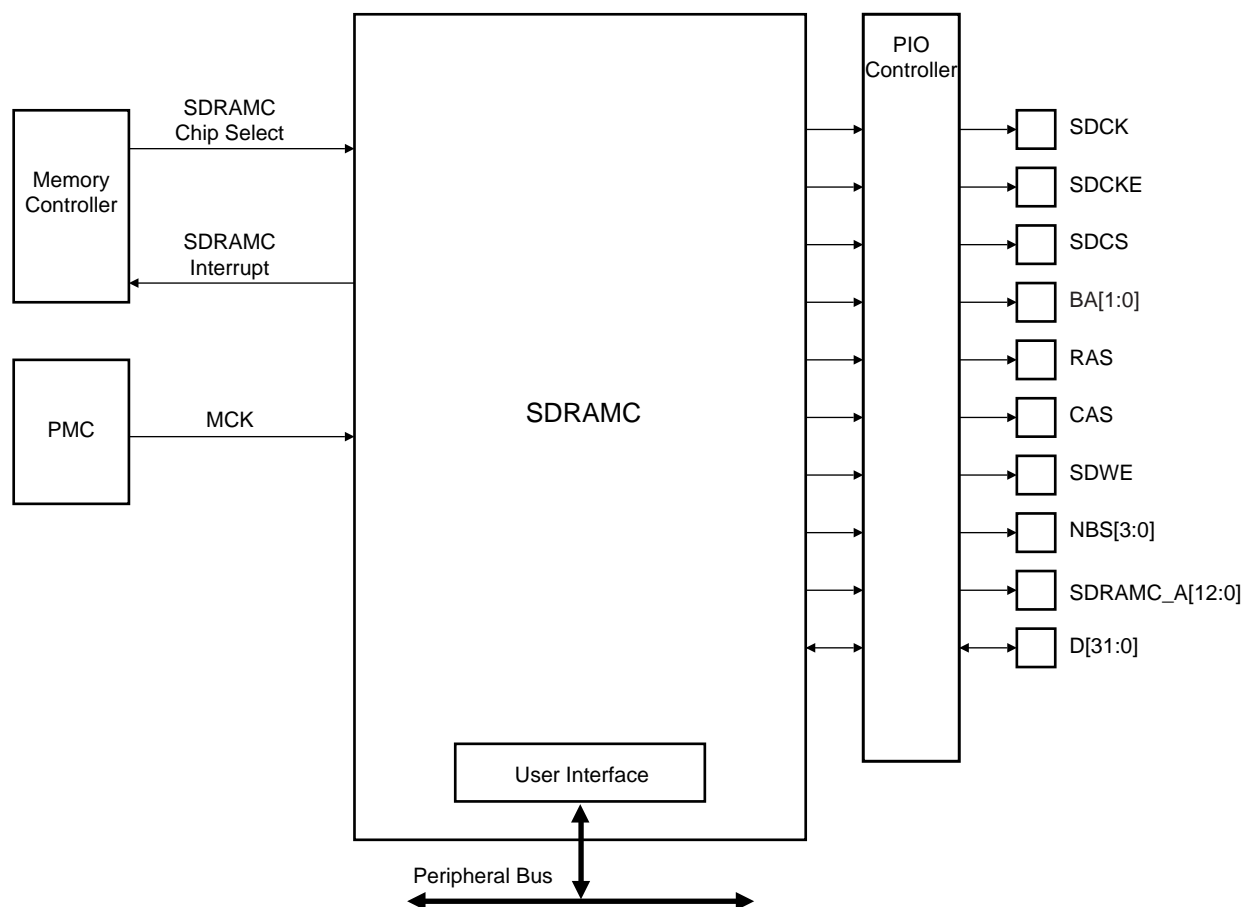 PIO
Controller
SDRAMC
Chip Select
Memory
Controller
SDRAMC
Interrupt
PMC
MCK
SDRAMC
SDCK
SDCKE
SDCS
BA[1:0]
RAS
CAS
SDWE
NBS[3:0]
SDRAMC_A[12:0]
D[31:0]
User Interface
Peripheral Bus